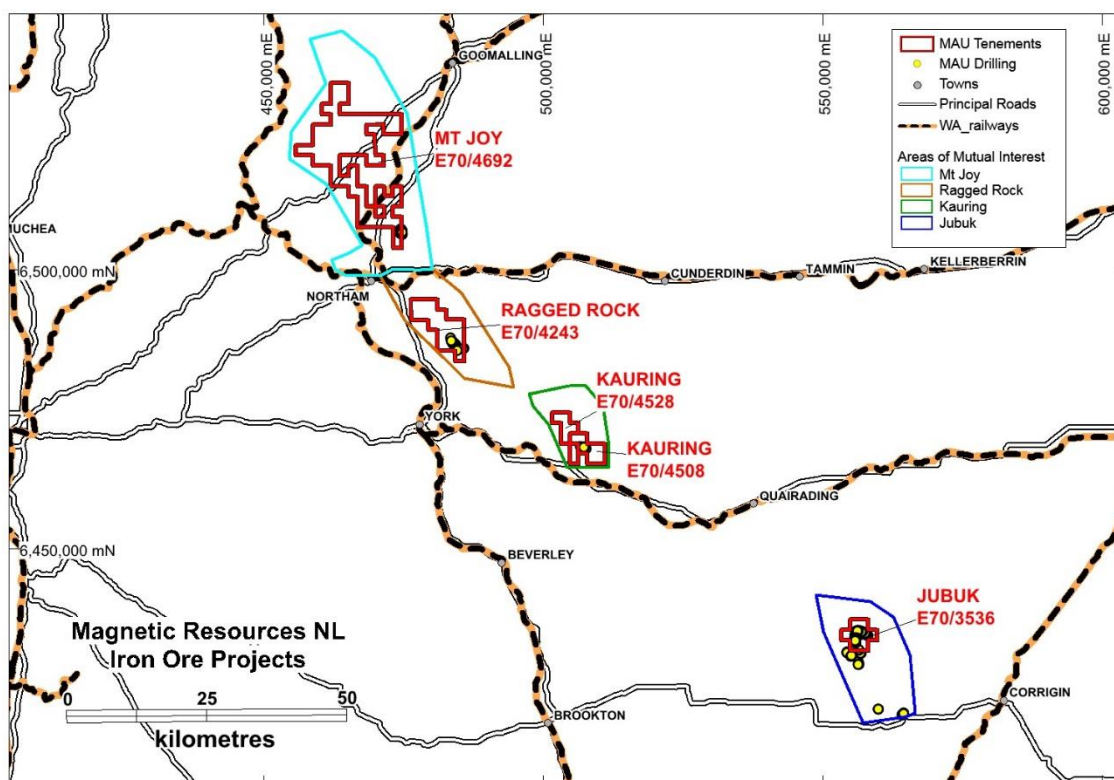 450,000 mE
500,000 mE
550,000 mE
600,000 mE
MAU Tenements
MAU Drilling
Towns
Principal Roads
WA_railways
Areas of Mutual Interest
Mt Joy
Ragged Rock
Kauring
Jubuk
GOOMALLING
MT JOY
E70/4692
MUCHEA
6,500,000 mN
NORTHAM
CUNDERDIN
TAMMIN
KELLERBERRIN
RAGGED ROCK
E70/4243
KAURING
E70/4528
YORK
KAURING
E70/4508
QUAIRADING
6,450,000 mN
BEVERLEY
JUBUK
E70/3536
Magnetic Resources NL
Iron Ore Projects
0 25 50
kilometres
BROOKTON
CORRIGIN